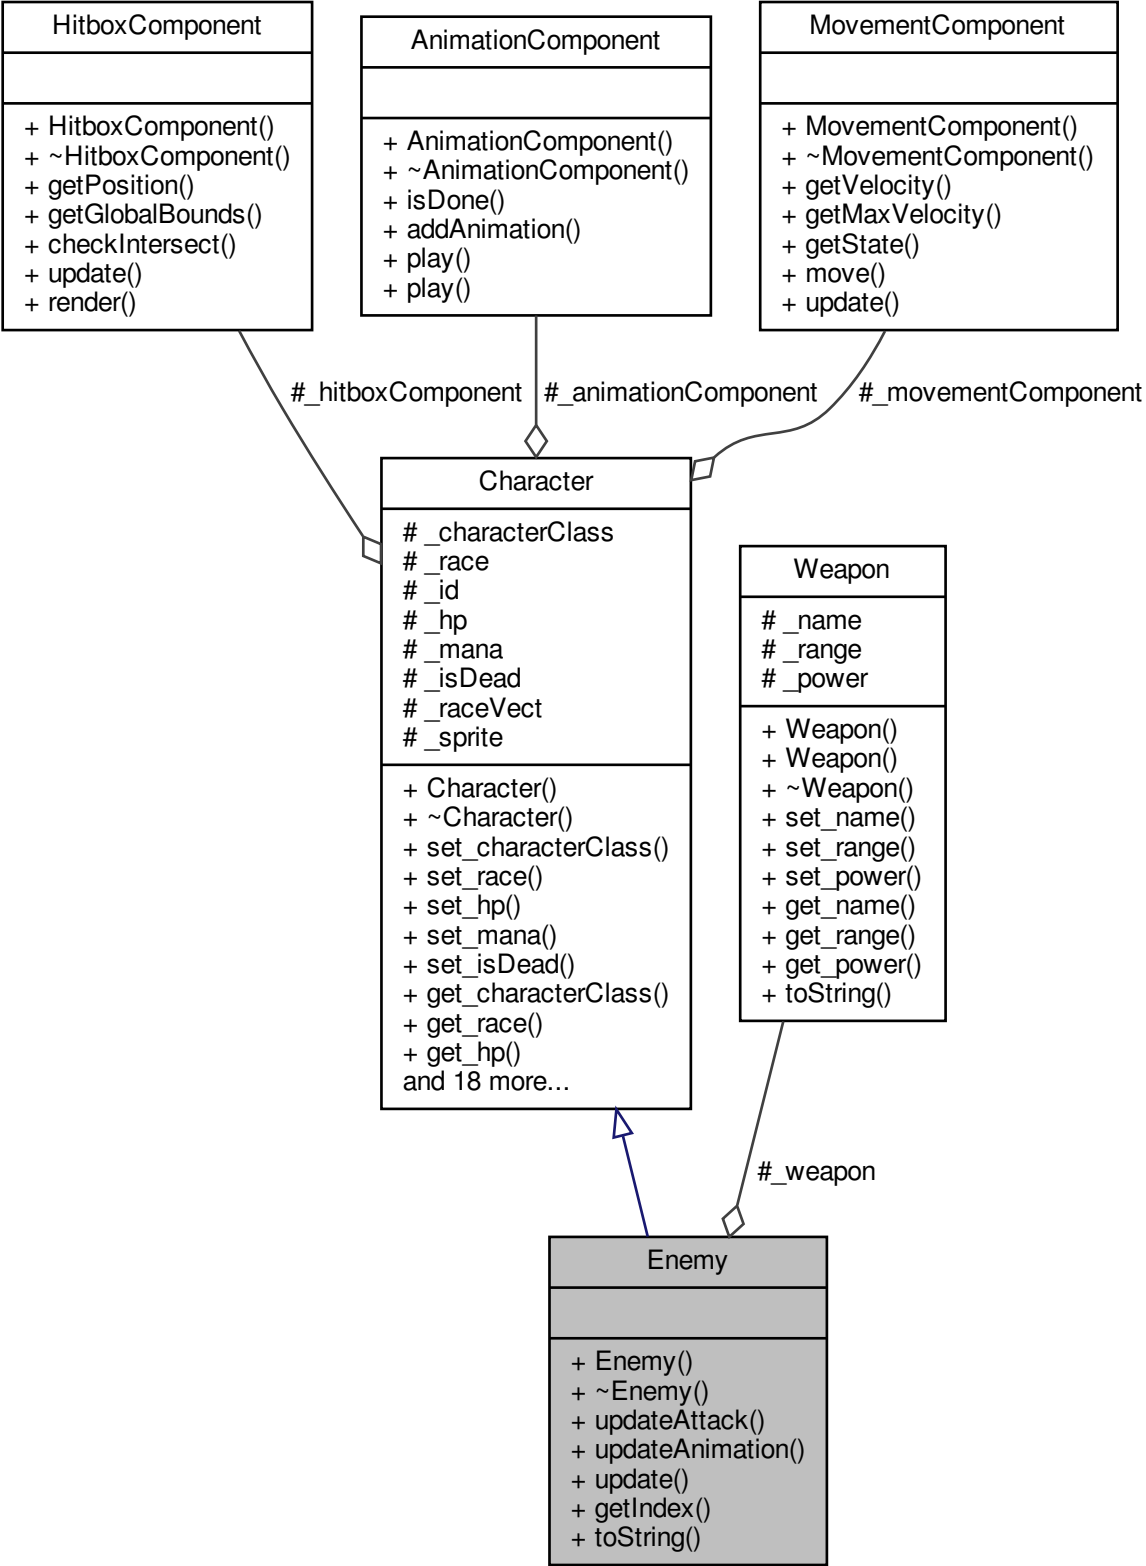 HitboxComponent
+ HitboxComponent()
+ ~HitboxComponent()
+ getPosition()
+ getGlobalBounds()
+ checkIntersect()
+ update()
+ render()
AnimationComponent
+ AnimationComponent()
+ ~AnimationComponent()
+ isDone()
+ addAnimation()
+ play()
+ play()
MovementComponent
+ MovementComponent()
+ ~MovementComponent()
+ getVelocity()
+ getMaxVelocity()
+ getState()
+ move()
+ update()
#_hitboxComponent
#_animationComponent
#_movementComponent
Character
# _characterClass
# _race
# _id
# _hp
# _mana
# _isDead
# _raceVect
# _sprite
+ Character()
+ ~Character()
+ set_characterClass()
+ set_race()
+ set_hp()
+ set_mana()
+ set_isDead()
+ get_characterClass()
+ get_race()
+ get_hp()
and 18 more...
Weapon
# _name
# _range
# _power
+ Weapon()
+ Weapon()
+ ~Weapon()
+ set_name()
+ set_range()
+ set_power()
+ get_name()
+ get_range()
+ get_power()
+ toString()
#_weapon
Enemy
+ Enemy()
+ ~Enemy()
+ updateAttack()
+ updateAnimation()
+ update()
+ getIndex()
+ toString()